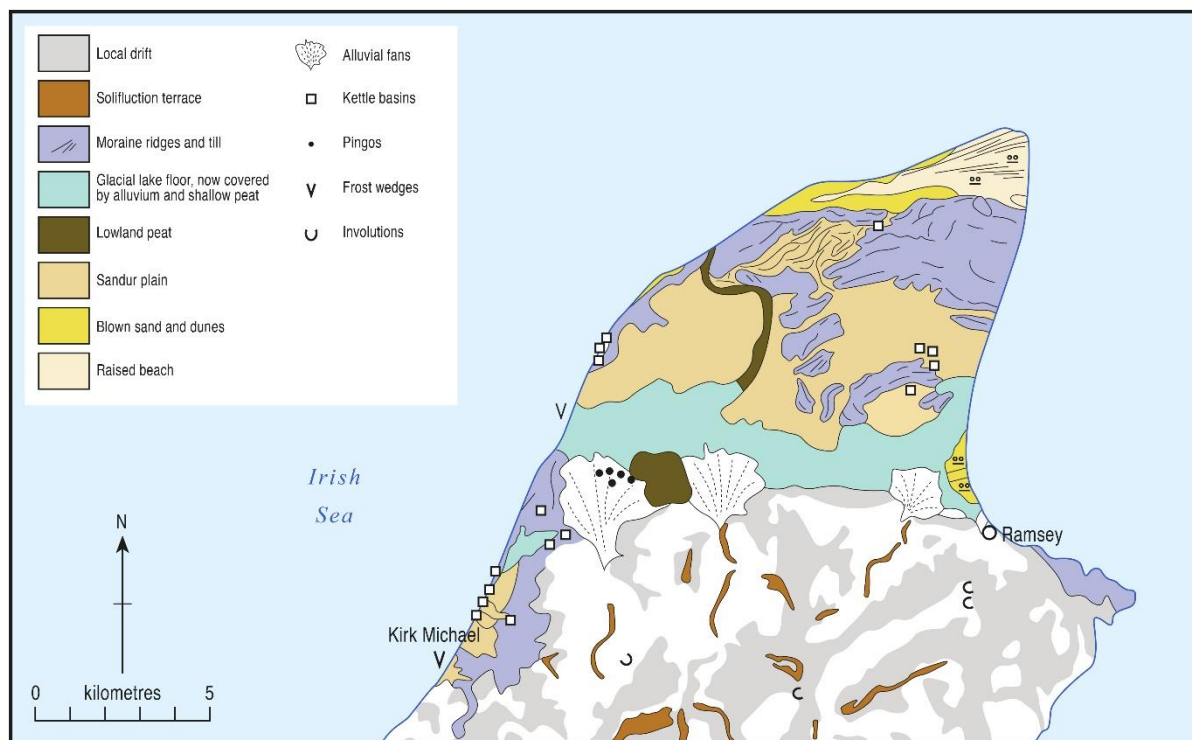 Local drift
Solifluction terrace
Moraine ridges and till
Glacial lake floor, now covered
by alluvium and shallow peat
Lowland peat
Sandur plain
Blown sand and dunes
Raised beach
Alluvial fans
Kettle basins
Pingos
Frost wedges
Involutions
Irish
Sea
N
Ramsey
Kirk Michael
0 kilometres 5